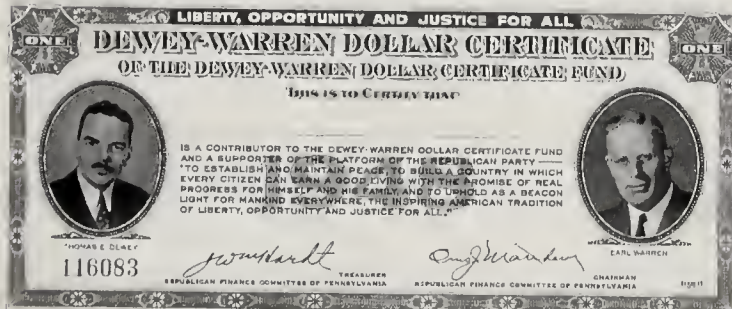 LIBERTY, OPPORTUNITY AND JUSTICE FOR ALL
ONE ONE
DEWEY-WARREN DOLLAR CERTIFICATE
OF THE DEWEY-WARREN DOLLAR CERTIFICATE FUND
THIS IS TO CERTIFY THAT
IS A CONTRIBUTOR TO THE DEWEY-WARREN DOLLAR CERTIFICATE FUND
AND A SUPPORTER OF THE PLATFORM OF THE REPUBLICAN PARTY —
"TO ESTABLISH AND MAINTAIN PEACE, TO BUILD A COUNTRY IN WHICH
EVERY CITIZEN CAN EARN A GOOD LIVING WITH THE PROMISE OF REAL
PROGRESS FOR HIMSELF AND HIS FAMILY, AND TO UPHOLD AS A BEACON
LIGHT FOR MANKIND EVERYWHERE, THE INSPIRING AMERICAN TRADITION
OF LIBERTY, OPPORTUNITY AND JUSTICE FOR ALL."
THOMAS E. DEWEY
EARL WARREN
116083
TREASURER
REPUBLICAN FINANCE COMMITTEE OF PENNSYLVANIA
CHAIRMAN
REPUBLICAN FINANCE COMMITTEE OF PENNSYLVANIA